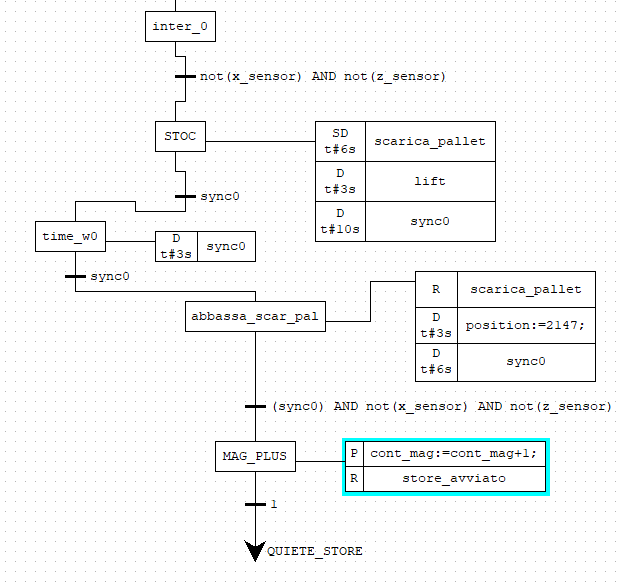 inter_0
not(x_sensor) AND not(z_sensor)
STOC
SD
t#6s
scarica_pallet
D
t#3s
lift
D
t#10s
sync0
sync0
time_w0
D
t#3s
sync0
sync0
abbassa_scar_pal
R
scarica_pallet
D
t#3s
position:=2147;
D
t#6s
sync0
(sync0) AND not(x_sensor) AND not(z_sensor)
MAG_PLUS
P
cont_mag:=cont_mag+1;
R
store_avviato
1
QUIETE_STORE